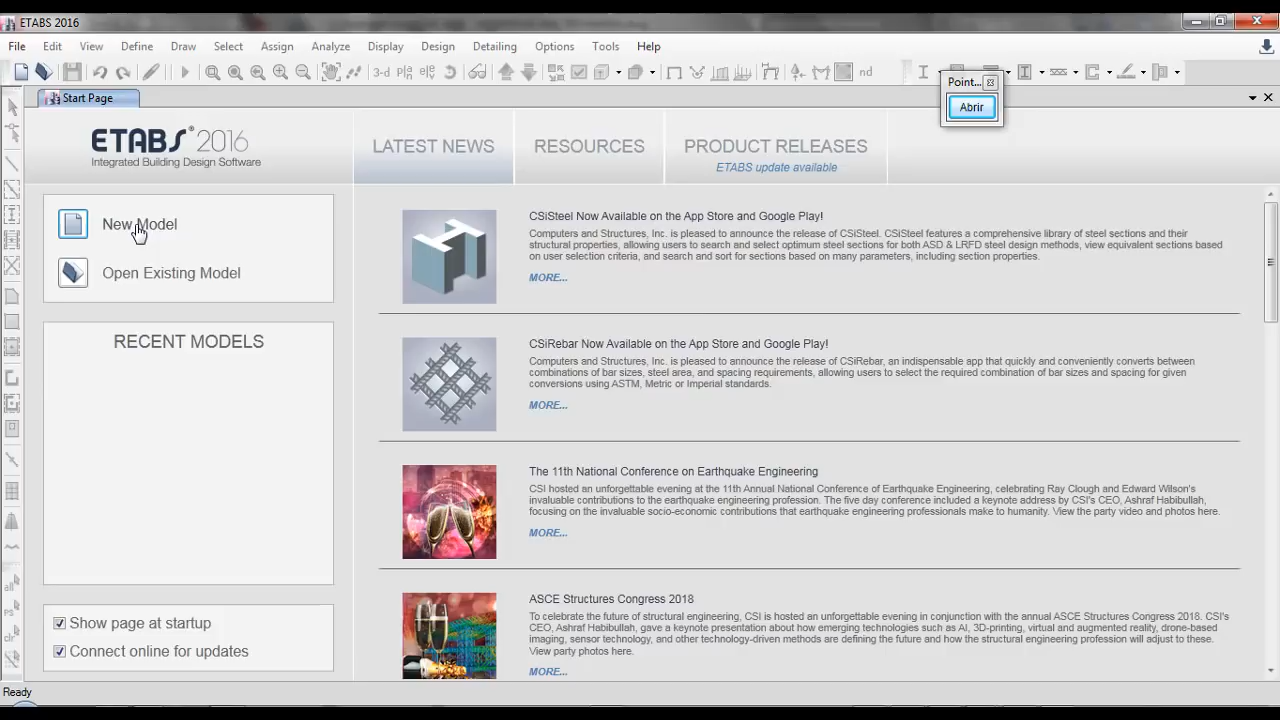 ETABS 2016
File Edit View Define Draw Select Assign Analyze Display Design Detailing Options Tools Help
3-d
nd
Point...
Abrir
Start Page
ETABS® 2016
Integrated Building Design Software
LATEST NEWS
RESOURCES
PRODUCT RELEASES
ETABS update available
New Model
Open Existing Model
RECENT MODELS
Show page at startup
Connect online for updates
CSiSteel Now Available on the App Store and Google Play!
Computers and Structures, Inc. is pleased to announce the release of CSiSteel. CSiSteel features a comprehensive library of steel sections and their
structural properties, allowing users to search and select optimum steel sections for both ASD & LRFD steel design methods, view equivalent sections based
on user selection criteria, and search and sort for sections based on many parameters, including section properties.
MORE...
CSiRebar Now Available on the App Store and Google Play!
Computers and Structures, Inc. is pleased to announce the release of CSiRebar, an indispensable app that quickly and conveniently converts between
combinations of bar sizes, steel area, and spacing requirements, allowing users to select the required combination of bar sizes and spacing for given
conversions using ASTM, Metric or Imperial standards.
MORE...
The 11th National Conference on Earthquake Engineering
CSI hosted an unforgettable evening at the 11th Annual National Conference of Earthquake Engineering, celebrating Ray Clough and Edward Wilson's
invaluable contributions to the earthquake engineering profession. The five day conference included a keynote address by CSI's CEO, Ashraf Habibullah, focusing
on the invaluable socio-economic contributions that earthquake engineering professionals make to humanity. View the party video and photos here.
MORE...
ASCE Structures Congress 2018
To celebrate the future of structural engineering, CSI is hosted an unforgettable evening in conjunction with the annual ASCE Structures Congress 2018. CSI's
CEO, Ashraf Habibullah, gave a keynote presentation about how emerging technologies such as AI, 3D-printing, virtual and augmented reality, drone-based
imaging, sensor technology, and other technology-driven methods are defining the future and how the structural engineering profession will adjust to these.
View party photos here.
MORE...
Ready